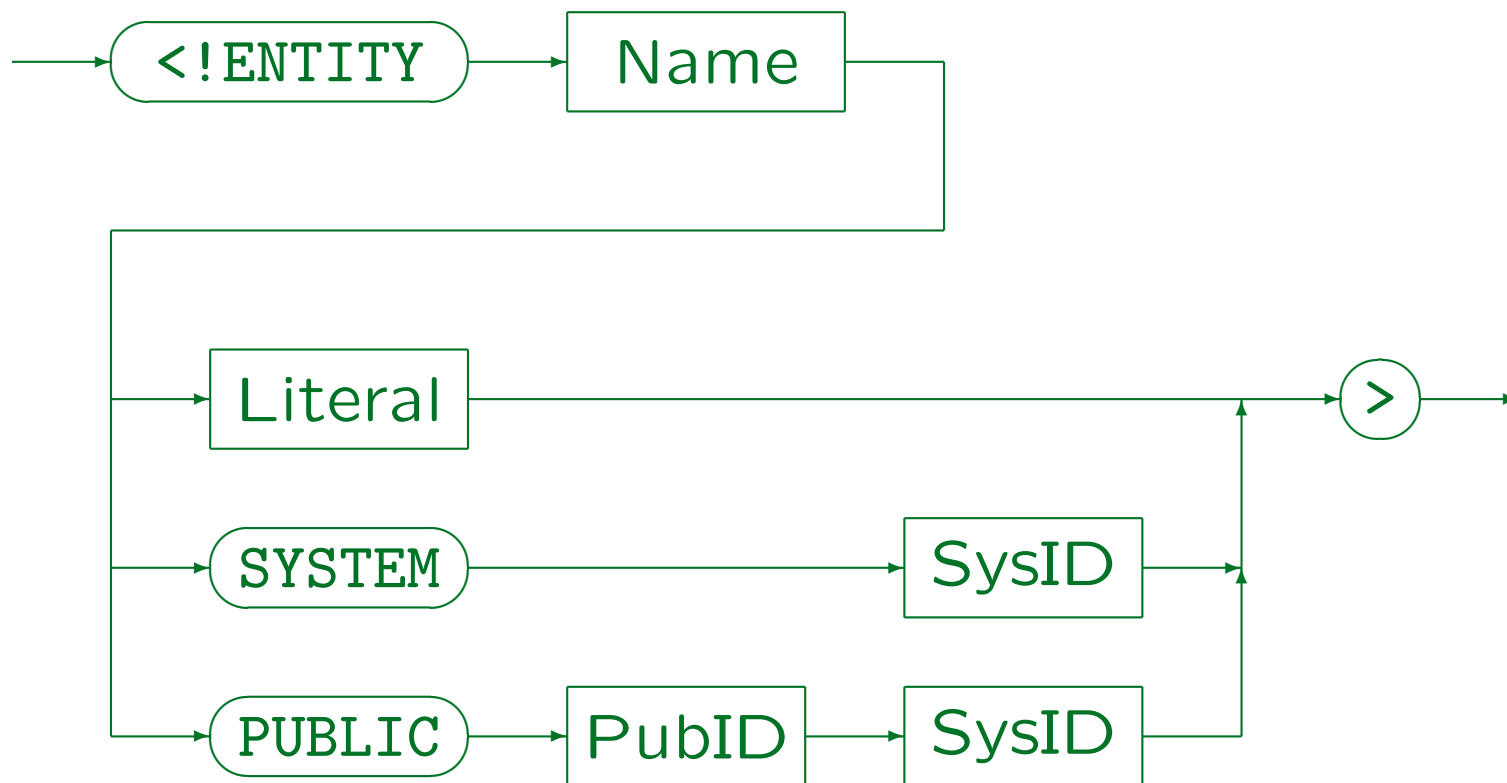 <!ENTITY Name
Literal >
SYSTEM SysID
PUBLIC PubID SysID